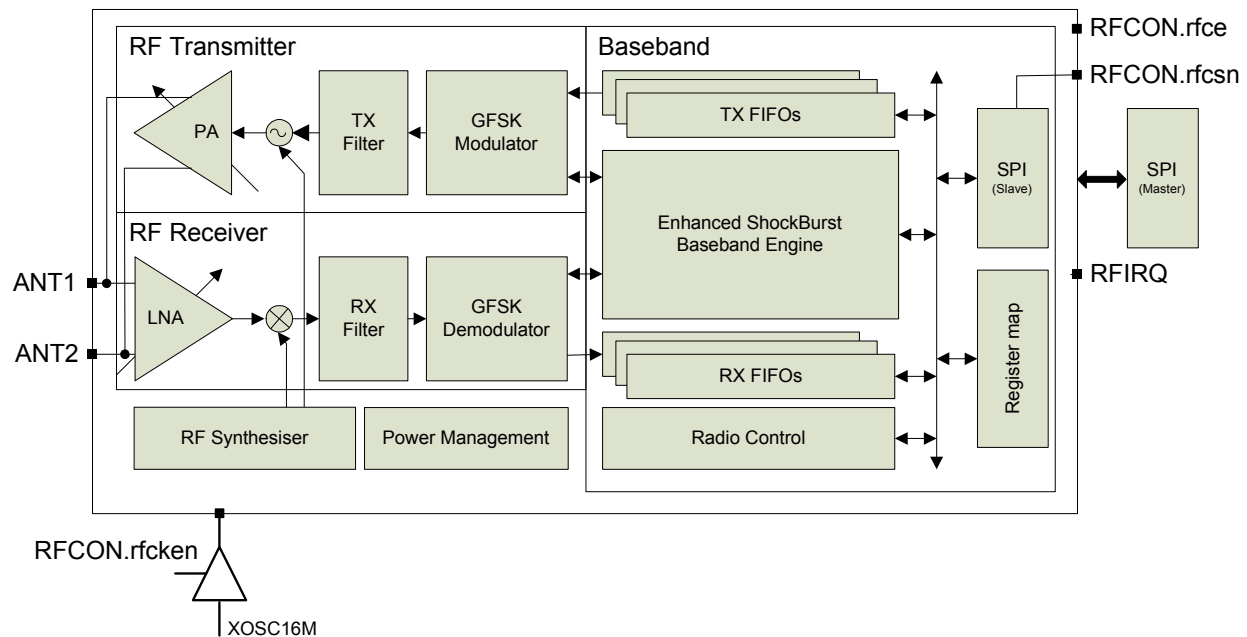 RF Transmitter
Baseband
RFCON.rfce
RFCON.rfcsn
PA
TX
Filter
GFSK
Modulator
TX FIFOs
SPI
(Slave)
SPI
(Master)
Enhanced ShockBurst
Baseband Engine
RF Receiver
ANT1
ANT2
LNA
RX
Filter
GFSK
Demodulator
RFIRQ
RX FIFOs
Register map
RF Synthesiser
Power Management
Radio Control
RFCON.rfcken
XOSC16M